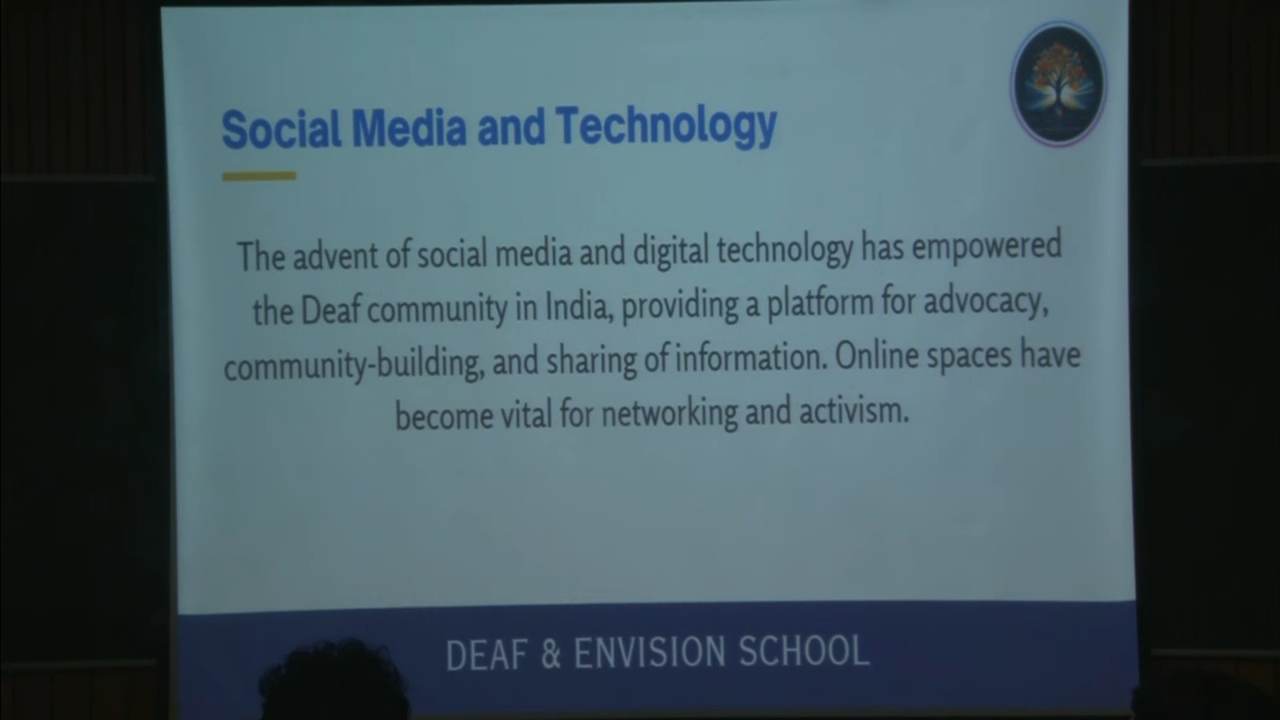 Social Media and Technology
The advent of social media and digital technology has empowered
the Deaf community in India, providing a platform for advocacy,
community-building, and sharing of information. Online spaces have
become vital for networking and activism.
DEAF & ENVISION SCHOOL